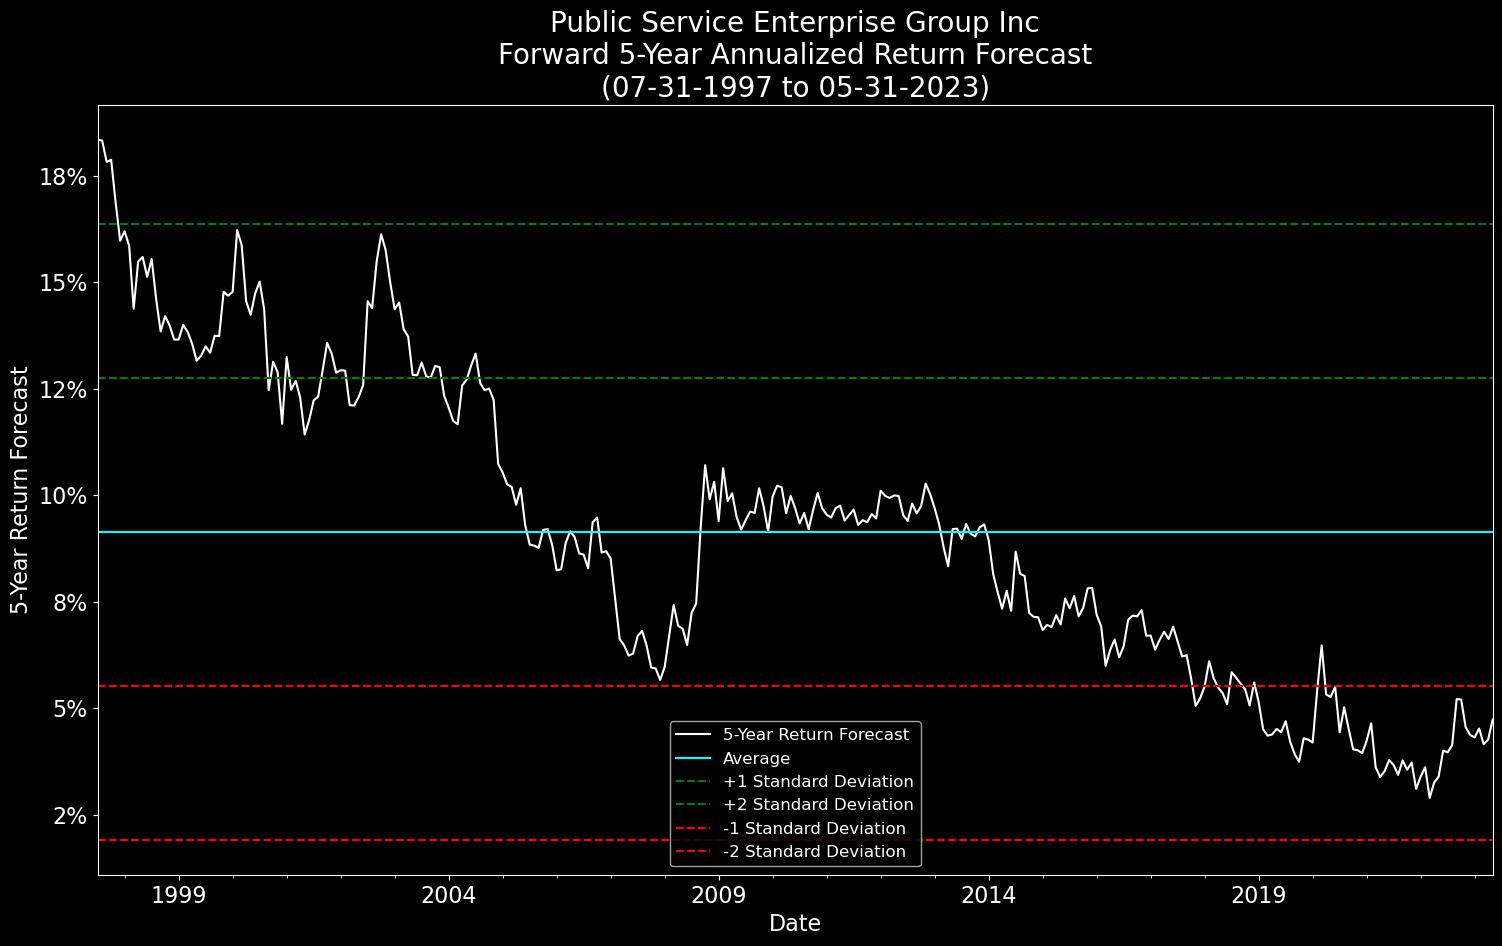 Public Service Enterprise Group Inc
Forward 5-Year Annualized Return Forecast
(07-31-1997 to 05-31-2023)
5-Year Return Forecast
18%
15%
12%
10%
8%
5%
2%
5-Year Return Forecast
Average
+1 Standard Deviation
+2 Standard Deviation
-1 Standard Deviation
-2 Standard Deviation
1999 2004 2009 2014 2019
Date